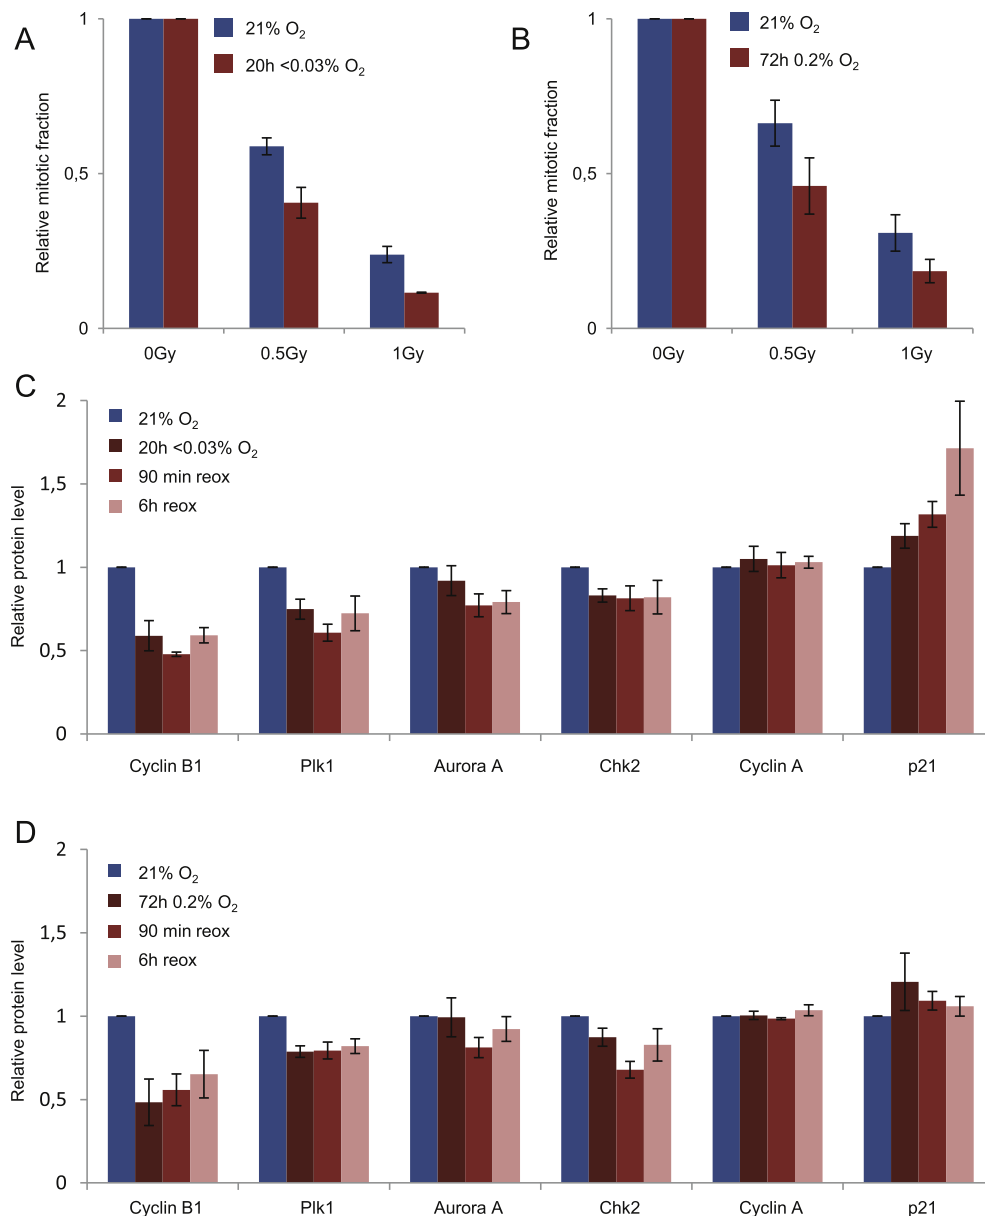 A
1
21% O2
20h <0.03% O2
Relative mitotic fraction
0,5
0
0Gy
0.5Gy
1Gy
B
1
21% O2
72h 0.2% O2
Relative mitotic fraction
0,5
0
0Gy
0.5Gy
1Gy
C
2
21% O2
20h <0.03% O2
90 min reox
6h reox
Relative protein level
1,5
1
0,5
0
Cyclin B1
Plk1
Aurora A
Chk2
Cyclin A
p21
D
2
21% O2
72h 0.2% O2
90 min reox
6h reox
Relative protein level
1,5
1
0,5
0
Cyclin B1
Plk1
Aurora A
Chk2
Cyclin A
p21